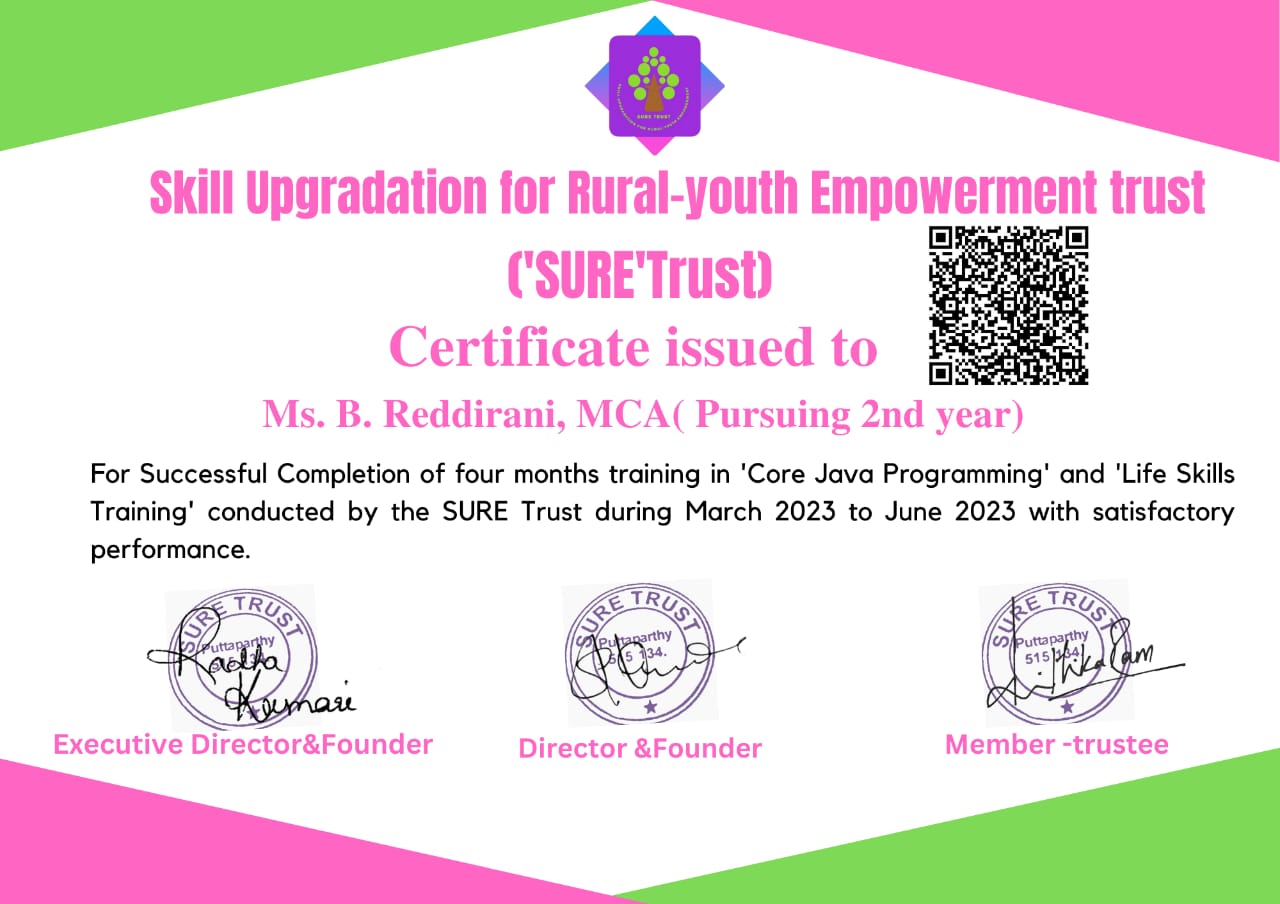 SURE TRUST
Skill Upgradation for Rural-youth Empowerment trust
('SURE'Trust)
Certificate issued to
Ms. B. Reddirani, MCA( Pursuing 2nd year)
For Successful Completion of four months training in 'Core Java Programming' and 'Life Skills
Training' conducted by the SURE Trust during March 2023 to June 2023 with satisfactory
performance.
SURE TRUST
Puttaparthy
Radha
Kumari
SURE TRUST
Puttaparthy
515 134.
SURE TRUST
Puttaparthy
515 134.
Executive Director&Founder
Director &Founder
Member -trustee